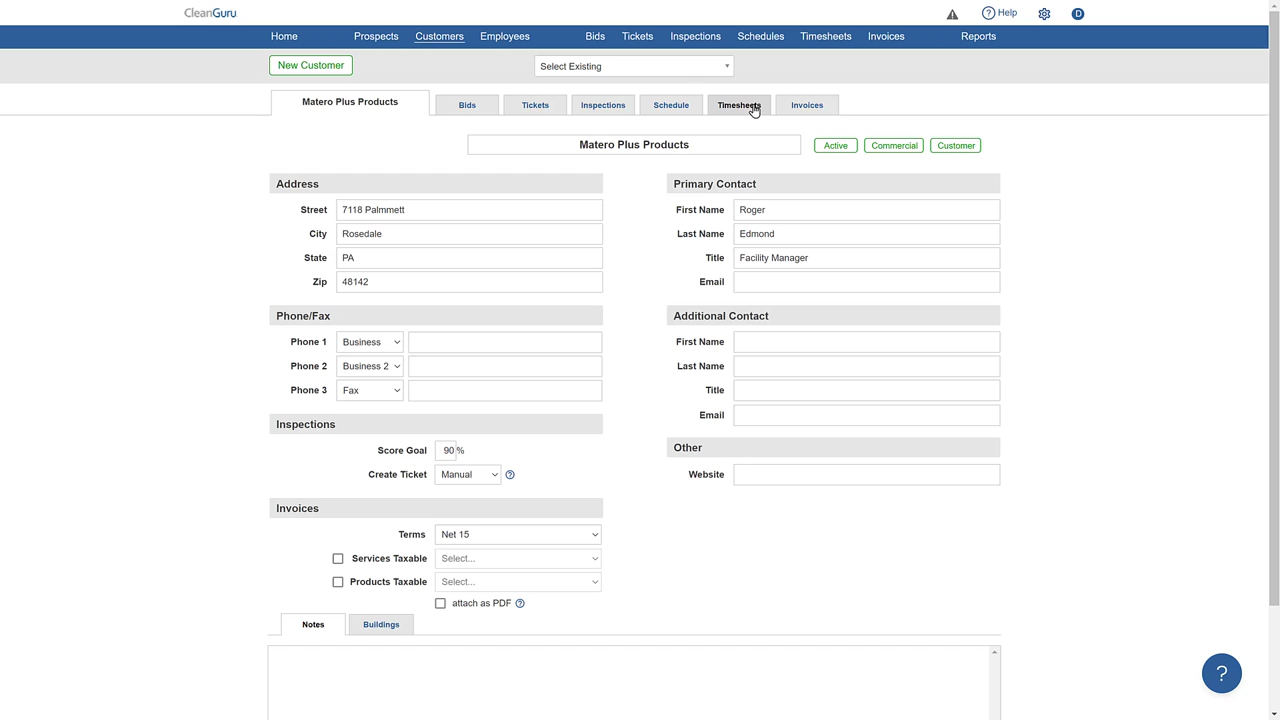 CleanGuru
Help
D
Home Prospects Customers Employees Bids Tickets Inspections Schedules Timesheets Invoices Reports
New Customer
Select Existing
Matero Plus Products Bids Tickets Inspections Schedule Timesheets Invoices
Matero Plus Products Active Commercial Customer
Address
Street 7118 Palmmett
City Rosedale
State PA
Zip 48142
Primary Contact
First Name Roger
Last Name Edmond
Title Facility Manager
Email
Phone/Fax
Phone 1 Business
Phone 2 Business 2
Phone 3 Fax
Additional Contact
First Name
Last Name
Title
Email
Inspections
Score Goal 90 %
Create Ticket Manual ?
Other
Website
Invoices
Terms Net 15
Services Taxable Select...
Products Taxable Select...
attach as PDF ?
Notes Buildings
?